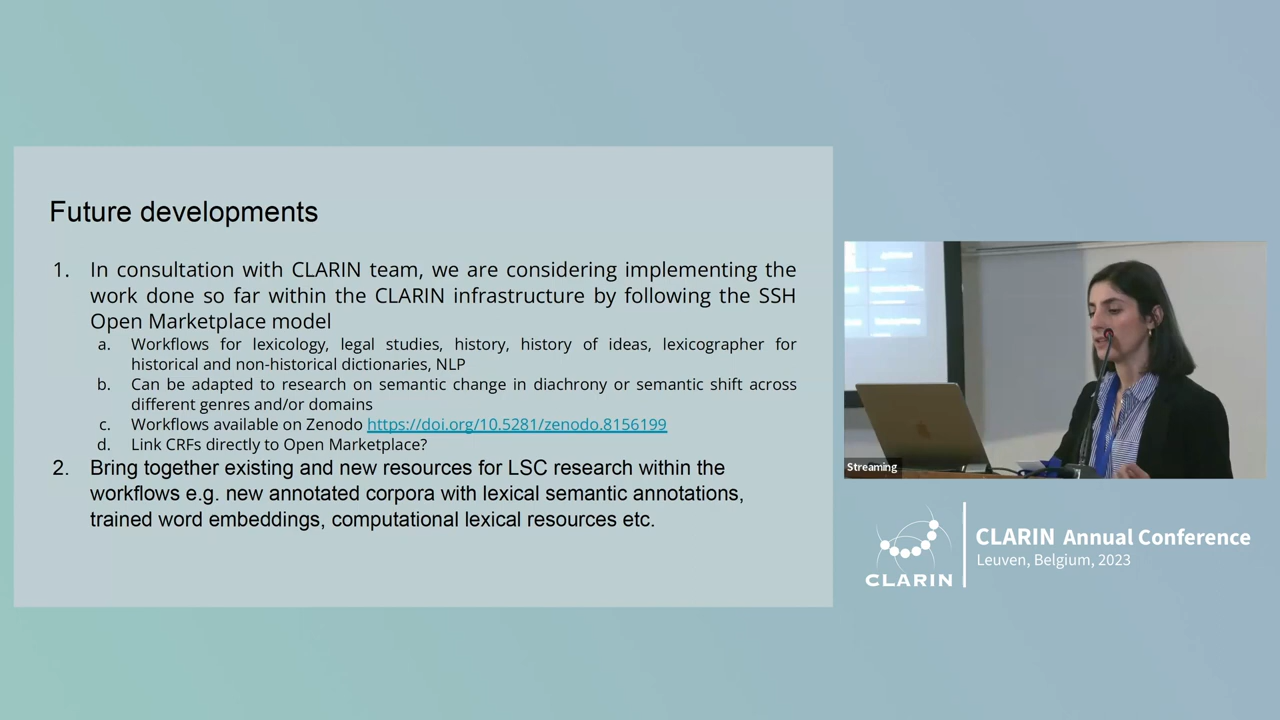 Future developments
1. In consultation with CLARIN team, we are considering implementing the
work done so far within the CLARIN infrastructure by following the SSH
Open Marketplace model
a. Workflows for lexicology, legal studies, history, history of ideas, lexicographer for
historical and non-historical dictionaries, NLP
b. Can be adapted to research on semantic change in diachrony or semantic shift across
different genres and/or domains
c. Workflows available on Zenodo https://doi.org/10.5281/zenodo.8156199
d. Link CRFs directly to Open Marketplace?
2. Bring together existing and new resources for LSC research within the
workflows e.g. new annotated corpora with lexical semantic annotations,
trained word embeddings, computational lexical resources etc.
Streaming
CLARIN
CLARIN Annual Conference
Leuven, Belgium, 2023